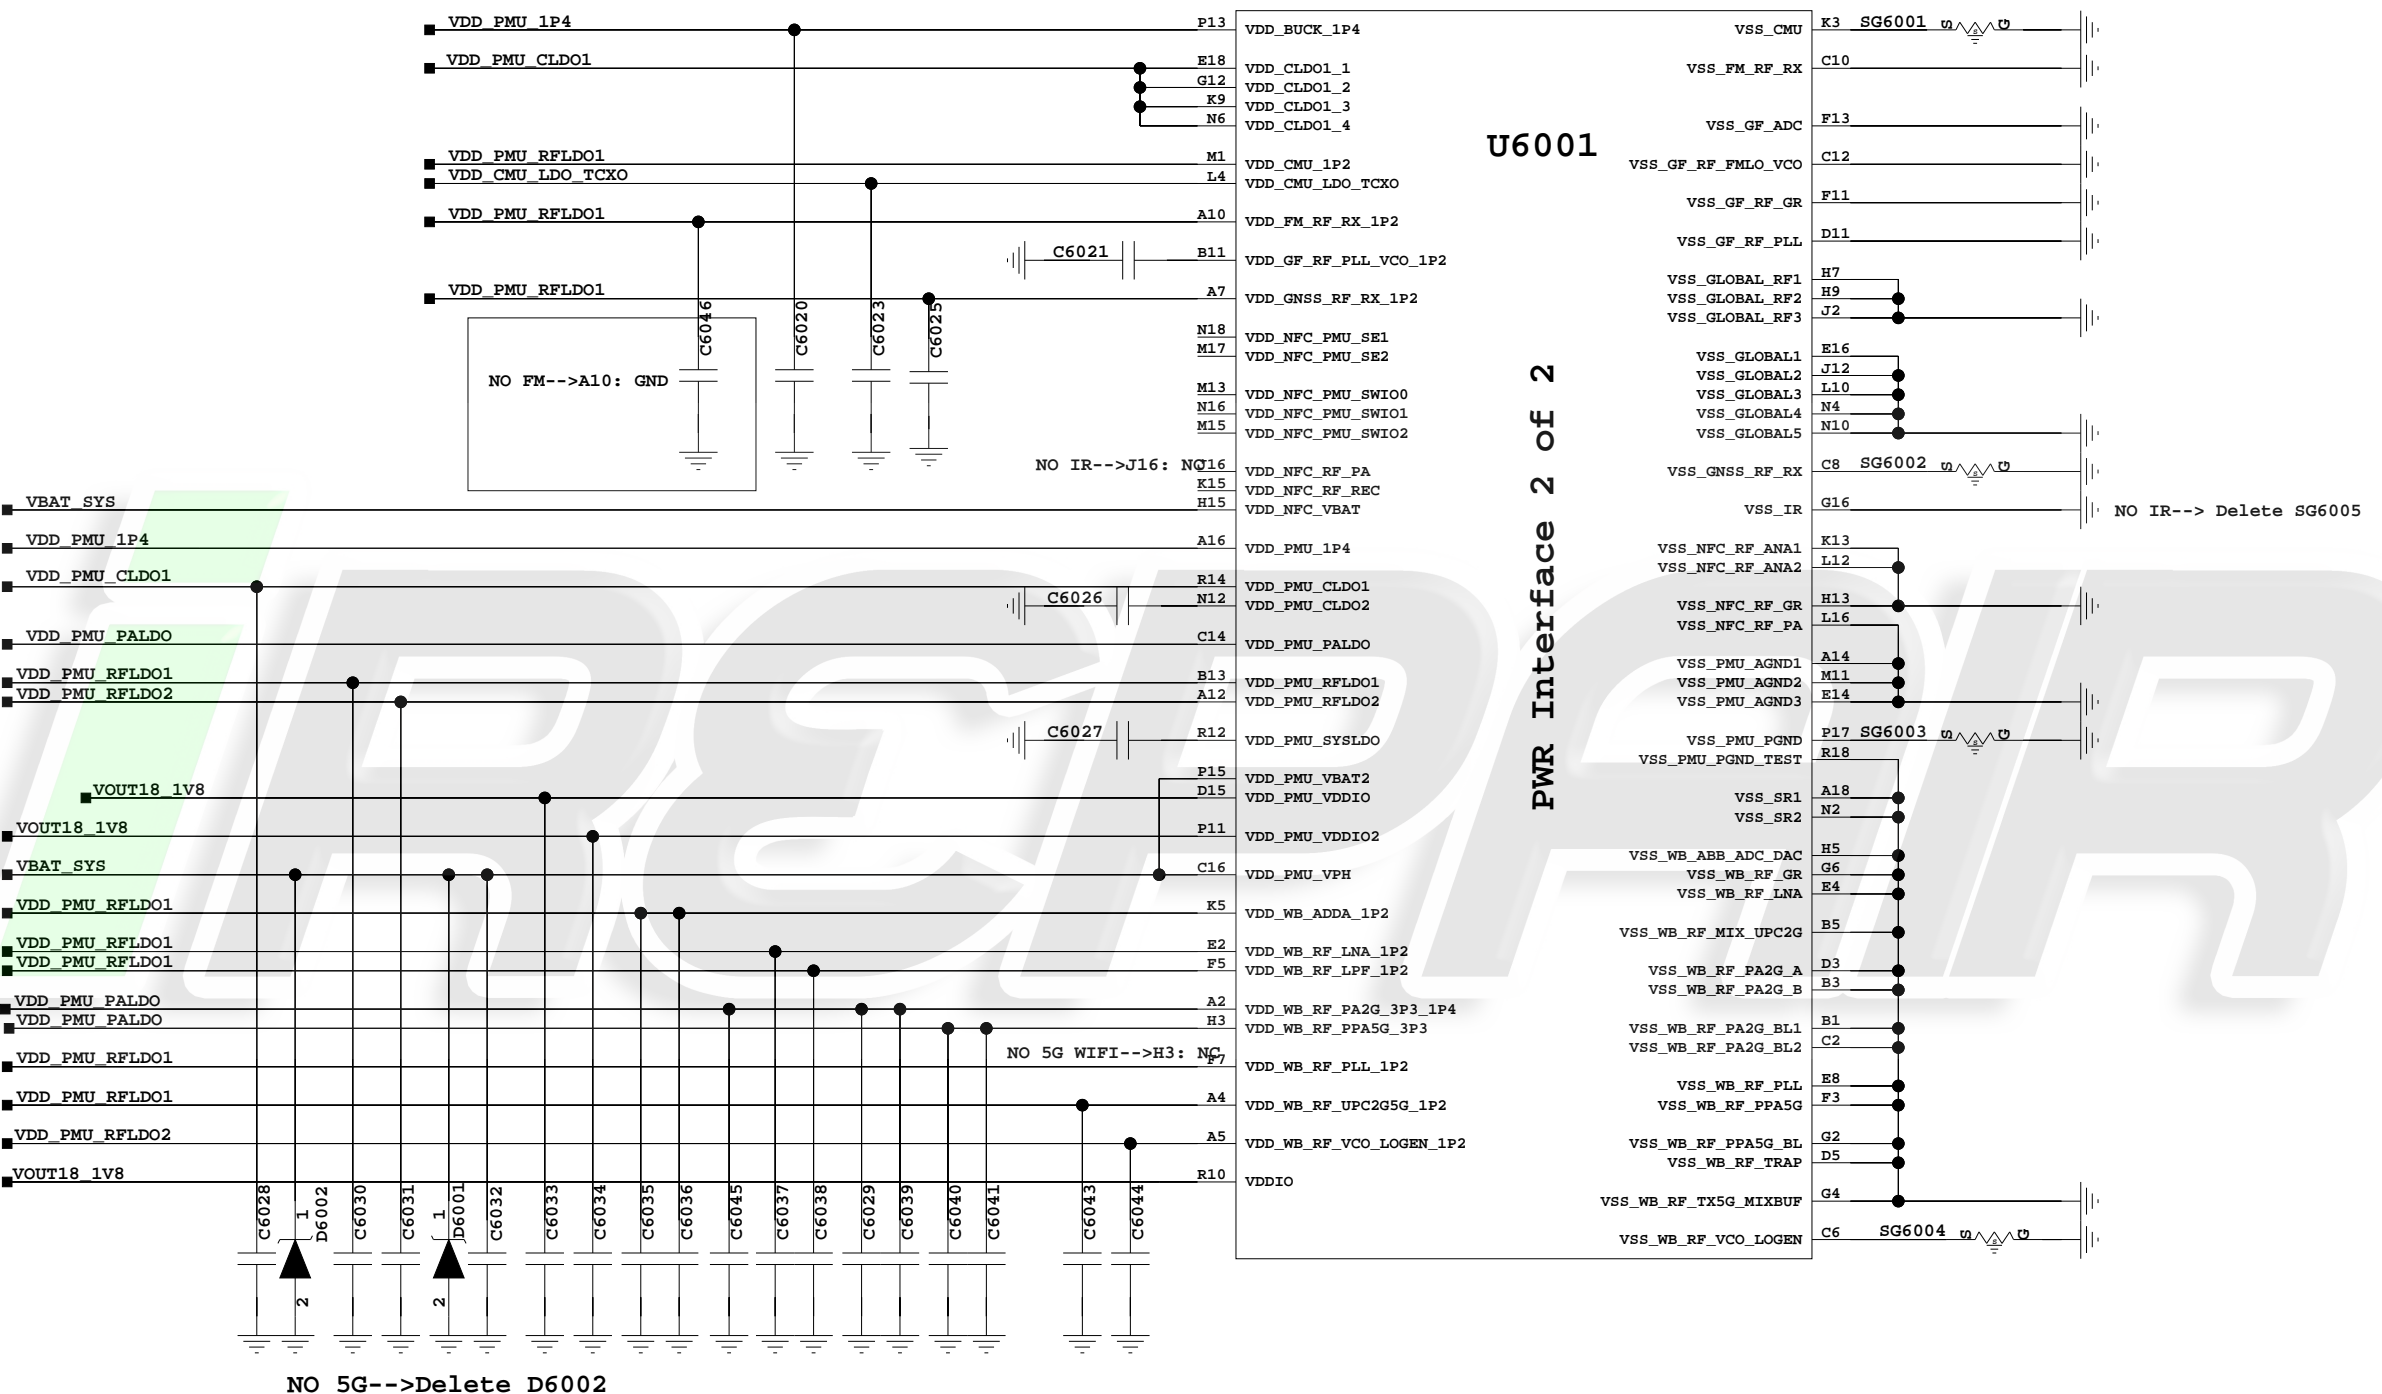 VDD_PMU_1P4 P13 VDD_BUCK_1P4 VSS_CMU K3 SG6001 S G
VDD_PMU_CLDO1 E18 VDD_CLDO1_1 VSS_FM_RF_RX C10
G12 VDD_CLDO1_2
K9 VDD_CLDO1_3
N6 VDD_CLDO1_4 VSS_GF_ADC F13
U6001
VDD_PMU_RFLDO1 M1 VDD_CMU_1P2 VSS_GF_RF_FMLO_VCO C12
VDD_CMU_LDO_TCXO L4 VDD_CMU_LDO_TCXO
VSS_GF_RF_GR F11
VDD_PMU_RFLDO1 A10 VDD_FM_RF_RX_1P2
VSS_GF_RF_PLL D11
C6021 B11 VDD_GF_RF_PLL_VCO_1P2
VSS_GLOBAL_RF1 H7
VDD_PMU_RFLDO1 A7 VDD_GNSS_RF_RX_1P2 VSS_GLOBAL_RF2 H9
VSS_GLOBAL_RF3 J2
C6046 C6020 C6023 C6025
N18 VDD_NFC_PMU_SE1
M17 VDD_NFC_PMU_SE2 VSS_GLOBAL1 E16
VSS_GLOBAL2 J12
NO FM-->A10: GND
M13 VDD_NFC_PMU_SWIO0 VSS_GLOBAL3 L10
N16 VDD_NFC_PMU_SWIO1 VSS_GLOBAL4 N4
M15 VDD_NFC_PMU_SWIO2 VSS_GLOBAL5 N10
NO IR-->J16: NC J16 VDD_NFC_RF_PA VSS_GNSS_RF_RX C8 SG6002 S G
K15 VDD_NFC_RF_REC
VBAT_SYS H15 VDD_NFC_VBAT VSS_IR G16 NO IR--> Delete SG6005
PWR Interface 2 of 2
VDD_PMU_1P4 A16 VDD_PMU_1P4 VSS_NFC_RF_ANA1 K13
VSS_NFC_RF_ANA2 L12
VDD_PMU_CLDO1 R14 VDD_PMU_CLDO1
C6026 N12 VDD_PMU_CLDO2 VSS_NFC_RF_GR H13
VSS_NFC_RF_PA L16
VDD_PMU_PALDO C14 VDD_PMU_PALDO
VSS_PMU_AGND1 A14
VDD_PMU_RFLDO1 B13 VDD_PMU_RFLDO1 VSS_PMU_AGND2 M11
VDD_PMU_RFLDO2 A12 VDD_PMU_RFLDO2 VSS_PMU_AGND3 E14
C6027 R12 VDD_PMU_SYSLDO VSS_PMU_PGND P17 SG6003 S G
VSS_PMU_PGND_TEST R18
P15 VDD_PMU_VBAT2
VOUT18_1V8 D15 VDD_PMU_VDDIO VSS_SR1 A18
VSS_SR2 N2
VOUT18_1V8 P11 VDD_PMU_VDDIO2
VSS_WB_ABB_ADC_DAC H5
VBAT_SYS C16 VDD_PMU_VPH VSS_WB_RF_GR G6
VSS_WB_RF_LNA E4
VDD_PMU_RFLDO1 K5 VDD_WB_ADDA_1P2
VSS_WB_RF_MIX_UPC2G B5
VDD_PMU_RFLDO1 E2 VDD_WB_RF_LNA_1P2
VDD_PMU_RFLDO1 F5 VDD_WB_RF_LPF_1P2 VSS_WB_RF_PA2G_A D3
VSS_WB_RF_PA2G_B B3
VDD_PMU_PALDO A2 VDD_WB_RF_PA2G_3P3_1P4
VDD_PMU_PALDO H3 VDD_WB_RF_PPA5G_3P3 VSS_WB_RF_PA2G_BL1 B1
VSS_WB_RF_PA2G_BL2 C2
NO 5G WIFI-->H3: NC
VDD_PMU_RFLDO1 F7 VDD_WB_RF_PLL_1P2
VSS_WB_RF_PLL E8
VDD_PMU_RFLDO1 A4 VDD_WB_RF_UPC2G5G_1P2 VSS_WB_RF_PPA5G F3
VDD_PMU_RFLDO2 A5 VDD_WB_RF_VCO_LOGEN_1P2 VSS_WB_RF_PPA5G_BL G2
VSS_WB_RF_TRAP D5
VOUT18_1V8 R10 VDDIO
VSS_WB_RF_TX5G_MIXBUF G4
VSS_WB_RF_VCO_LOGEN C6 SG6004 S G
C6028 1 D6002 C6030 C6031 1 D6001 C6032 C6033 C6034 C6035 C6036 C6045 C6037 C6038 C6029 C6039 C6040 C6041 C6043 C6044
2 2
NO 5G-->Delete D6002
iREPAIR